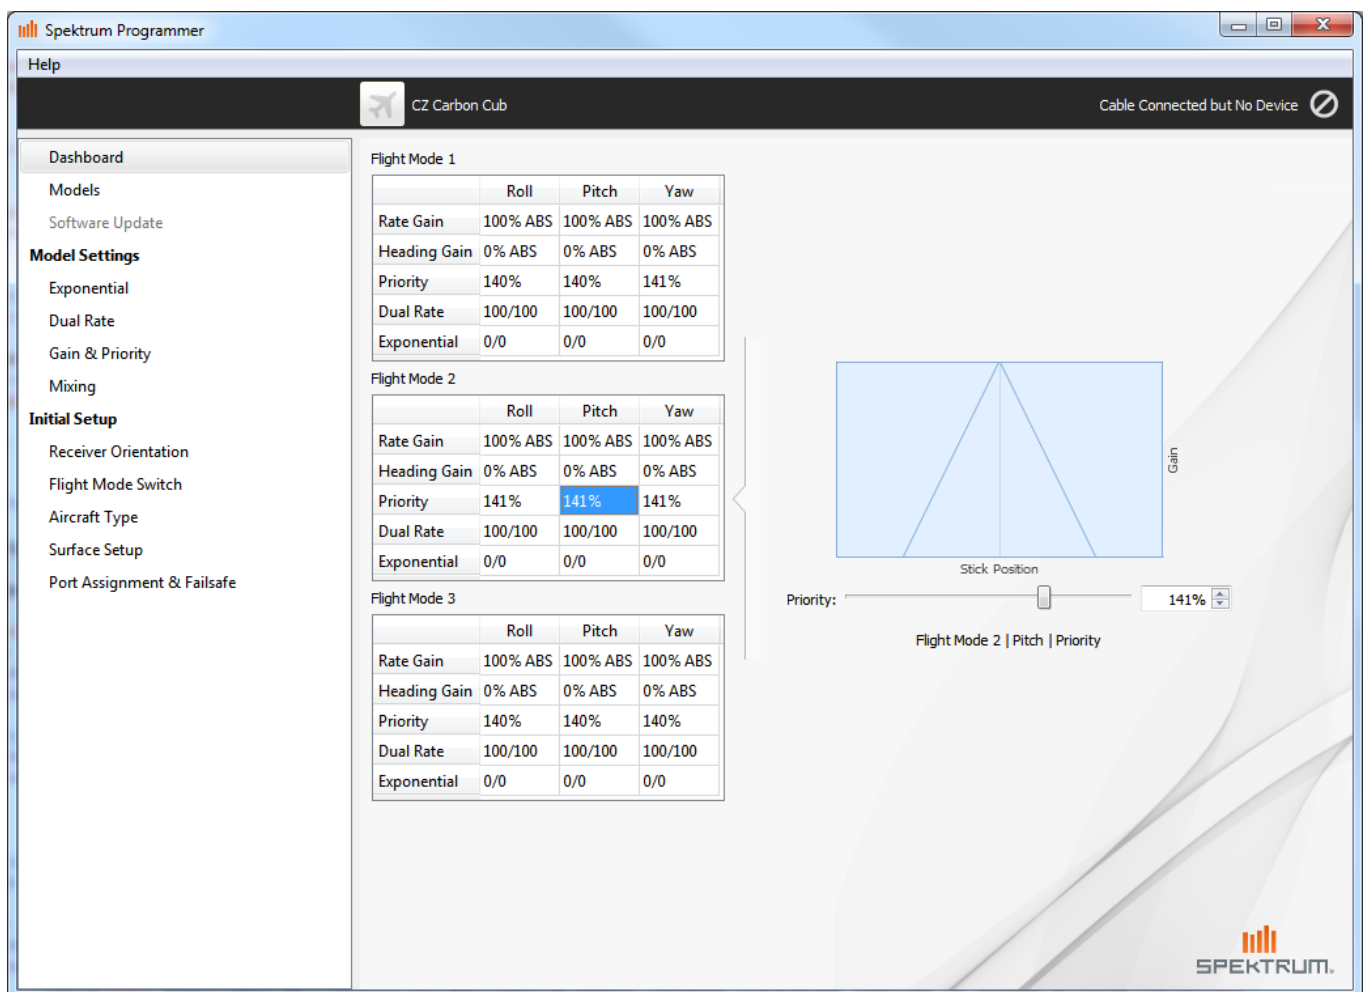 Spektrum Programmer
Help
CZ Carbon Cub
Cable Connected but No Device
Dashboard
Models
Software Update
Model Settings
Exponential
Dual Rate
Gain & Priority
Mixing
Initial Setup
Receiver Orientation
Flight Mode Switch
Aircraft Type
Surface Setup
Port Assignment & Failsafe
Flight Mode 1
Roll Pitch Yaw
Rate Gain 100% ABS 100% ABS 100% ABS
Heading Gain 0% ABS 0% ABS 0% ABS
Priority 140% 140% 141%
Dual Rate 100/100 100/100 100/100
Exponential 0/0 0/0 0/0
Flight Mode 2
Roll Pitch Yaw
Rate Gain 100% ABS 100% ABS 100% ABS
Heading Gain 0% ABS 0% ABS 0% ABS
Priority 141% 141% 141%
Dual Rate 100/100 100/100 100/100
Exponential 0/0 0/0 0/0
Flight Mode 3
Roll Pitch Yaw
Rate Gain 100% ABS 100% ABS 100% ABS
Heading Gain 0% ABS 0% ABS 0% ABS
Priority 140% 140% 140%
Dual Rate 100/100 100/100 100/100
Exponential 0/0 0/0 0/0
Gain
Stick Position
Priority: 141%
Flight Mode 2 | Pitch | Priority
SPEKTRUM.